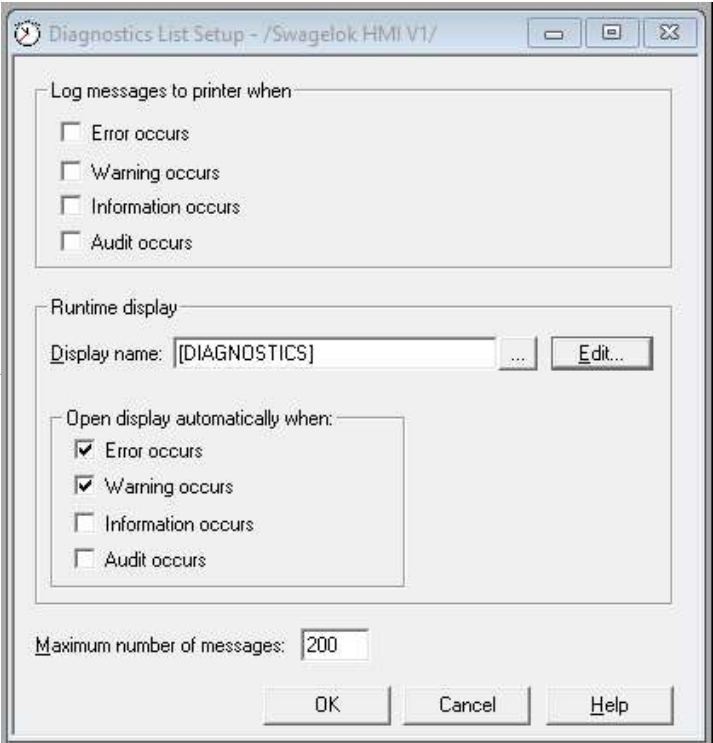 Diagnostics List Setup - /Swagelok HMI V1/
Log messages to printer when
Error occurs
Warning occurs
Information occurs
Audit occurs
Runtime display
Display name: [DIAGNOSTICS] ... Edit...
Open display automatically when:
Error occurs
Warning occurs
Information occurs
Audit occurs
Maximum number of messages: 200
OK Cancel Help